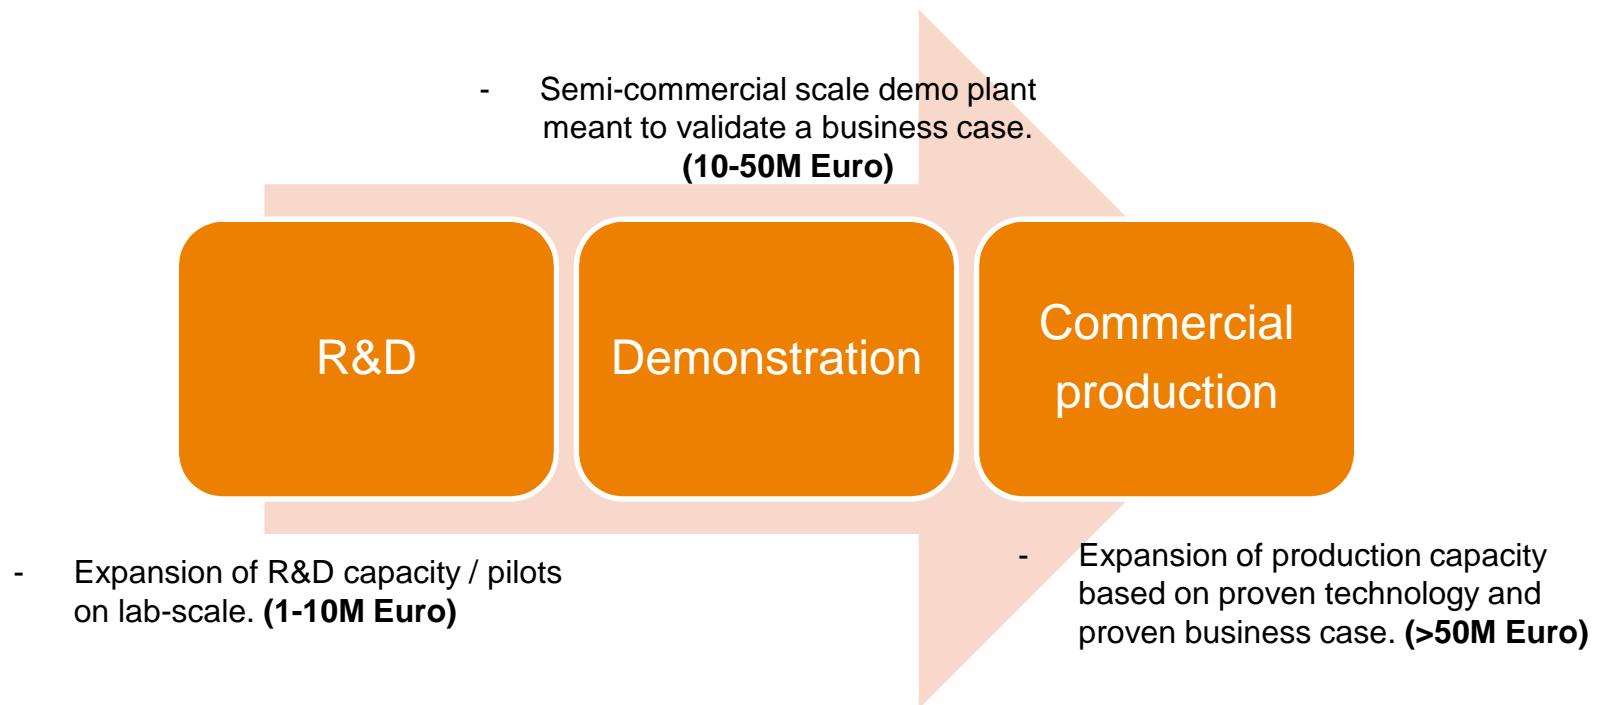 - Semi-commercial scale demo plant
meant to validate a business case.
(10-50M Euro)
R&D
Demonstration
Commercial
production
- Expansion of R&D capacity / pilots
on lab-scale. (1-10M Euro)
- Expansion of production capacity
based on proven technology and
proven business case. (>50M Euro)